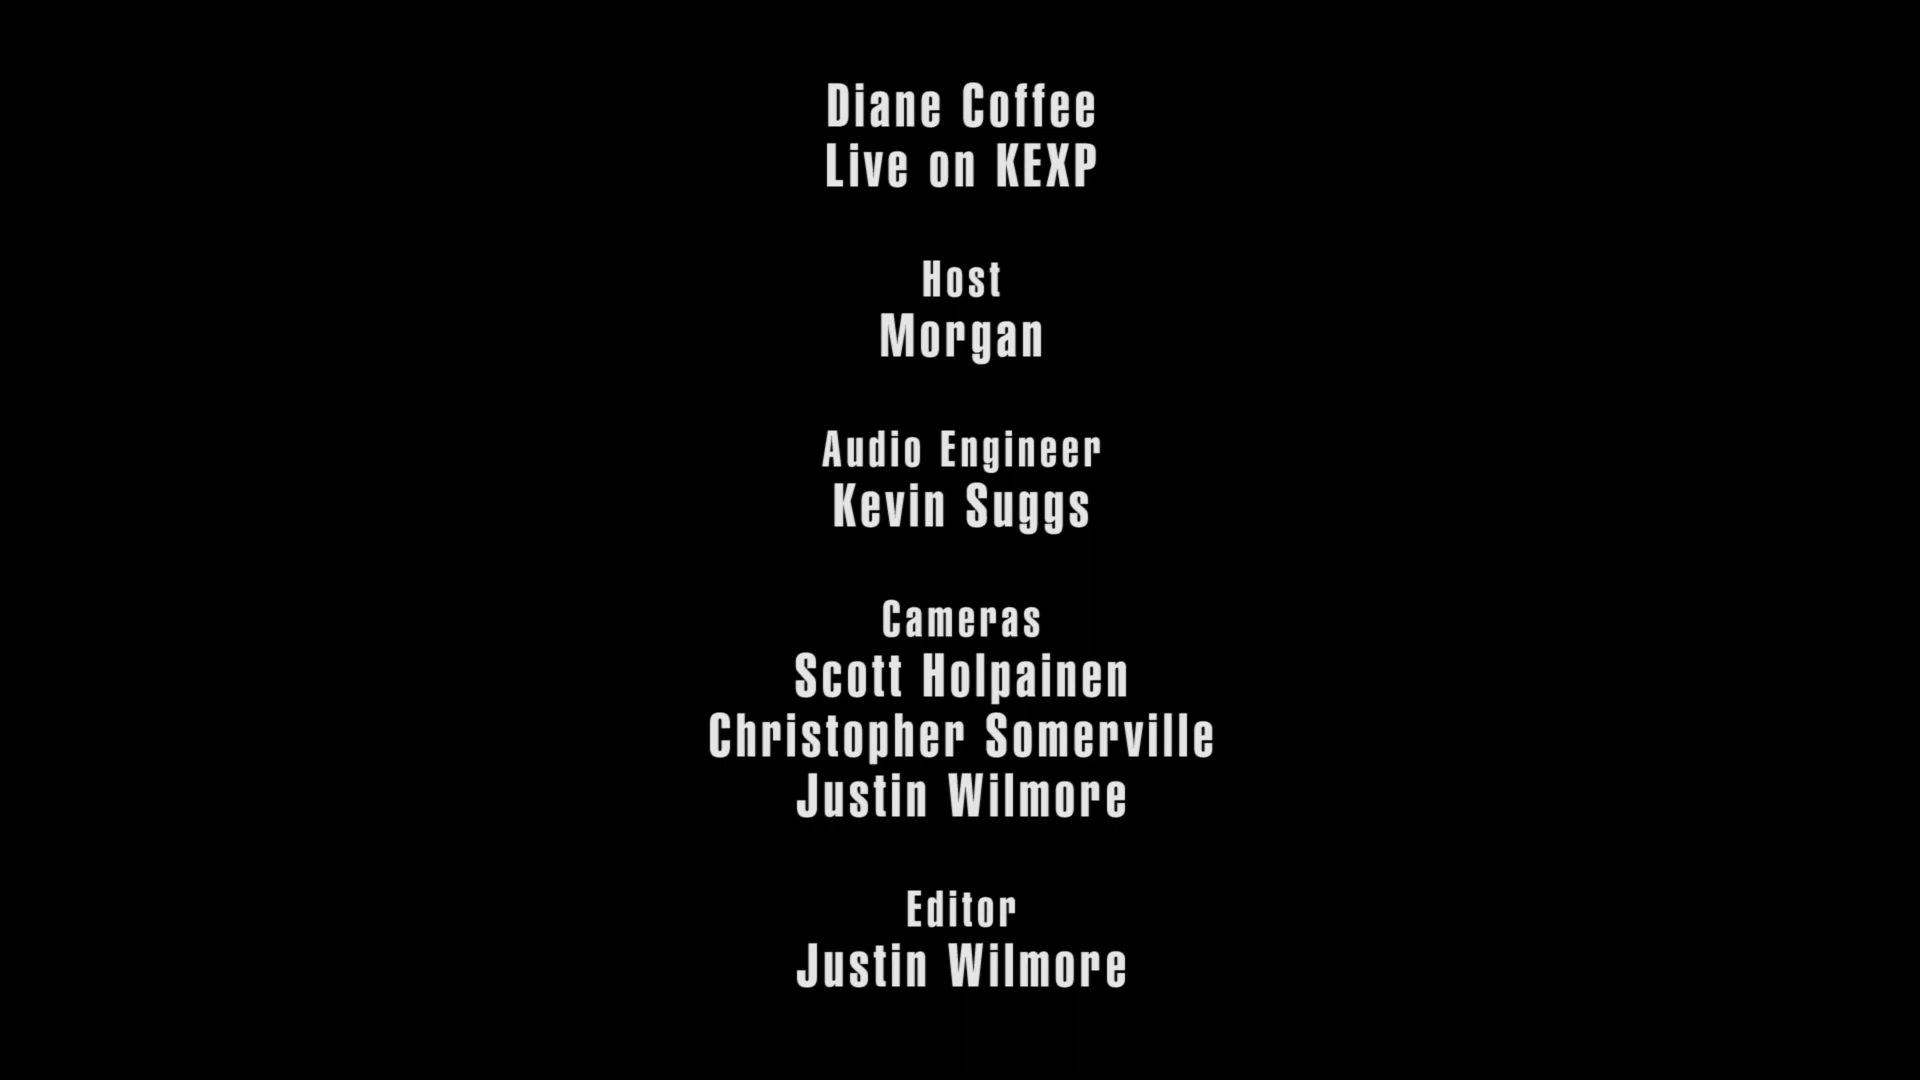 Diane Coffee
Live on KEXP
Host
Morgan
Audio Engineer
Kevin Suggs
Cameras
Scott Holpainen
Christopher Somerville
Justin Wilmore
Editor
Justin Wilmore